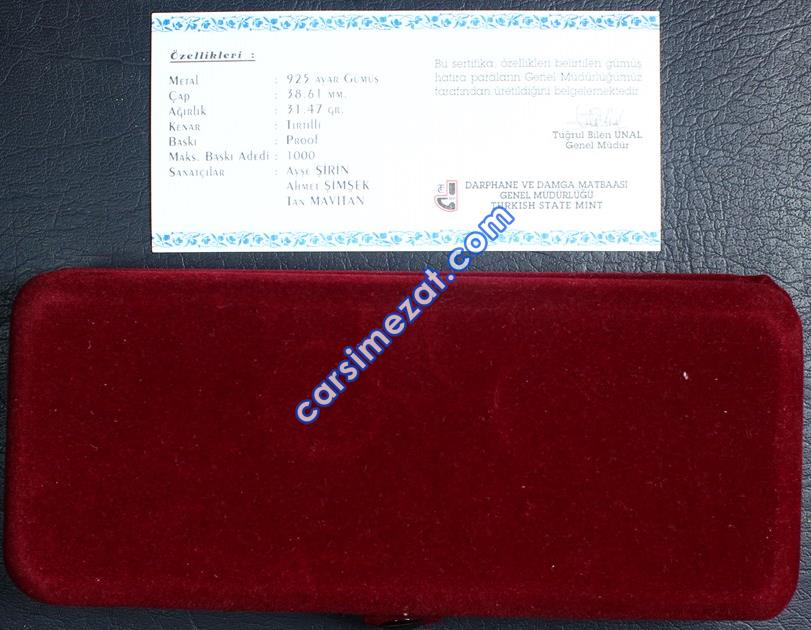 Özellikleri :
Metal : 925 ayar Gümüş
Çap : 38.61 mm.
Ağırlık : 31.47 gr.
Kenar : Tırtıllı
Baskı : Proof
Maks. Baskı Adedi : 1000
Sanatçılar : Ayşe ŞİRİN
Ahmet ŞİMŞEK
Tan MAVİTAN
Bu sertifika, özellikleri belirtilen gümüş
hatıra paraların Genel Müdürlüğümüz
tarafından üretildiğini belgelemektedir.
Tuğrul Bilen ÜNAL
Genel Müdür
DARPHANE VE DAMGA MATBAASI
GENEL MÜDÜRLÜĞÜ
TURKISH STATE MINT
carsimezat.com